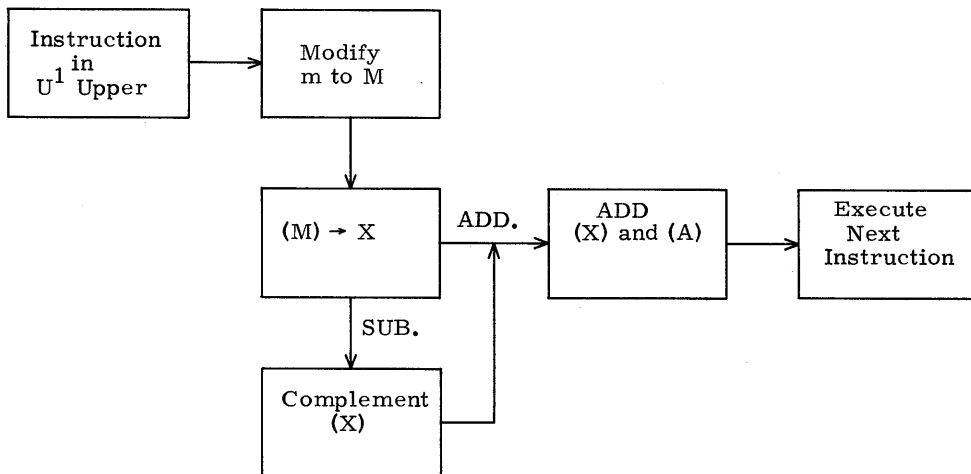 Instruction
in
U¹ Upper
Modify
m to M
(M) → X
ADD.
ADD
(X) and (A)
Execute
Next
Instruction
SUB.
Complement
(X)